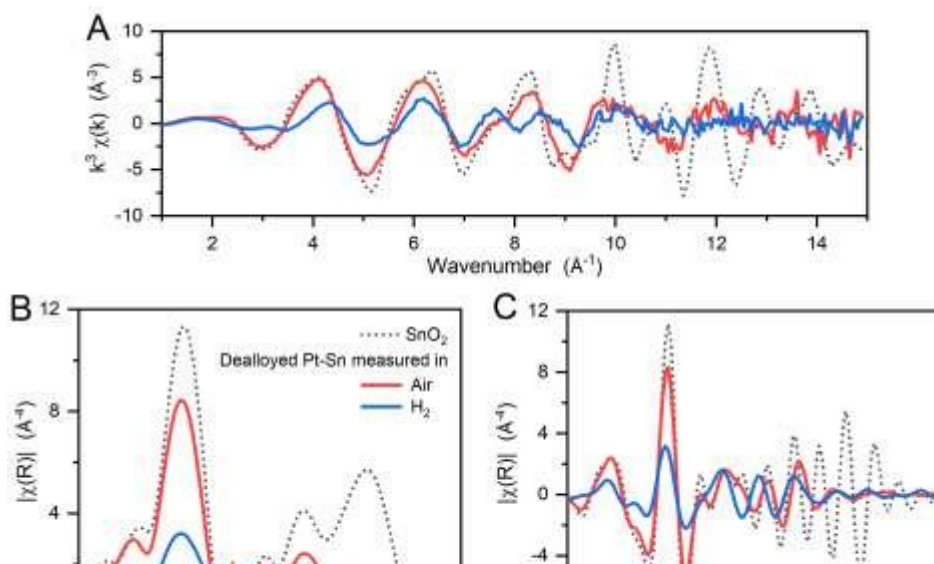 A
10
5
0
-5
-10
k³ χ(k) (Å⁻³)
2 4 6 8 10 12 14
Wavenumber (Å⁻¹)
B
12
8
4
|χ(R)| (Å⁻⁴)
SnO₂
Dealloyed Pt-Sn measured in
Air
H₂
C
12
8
4
0
-4
|χ(R)| (Å⁻⁴)